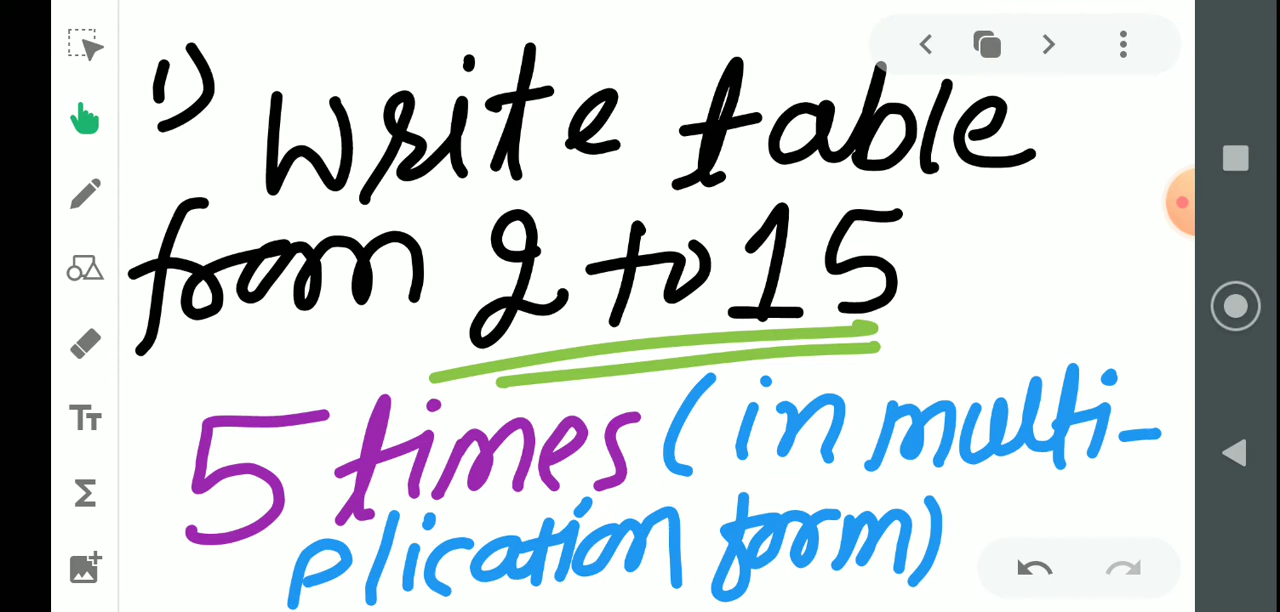 1) Write table
from 2 to 15
5 times (in multi-
plication form)